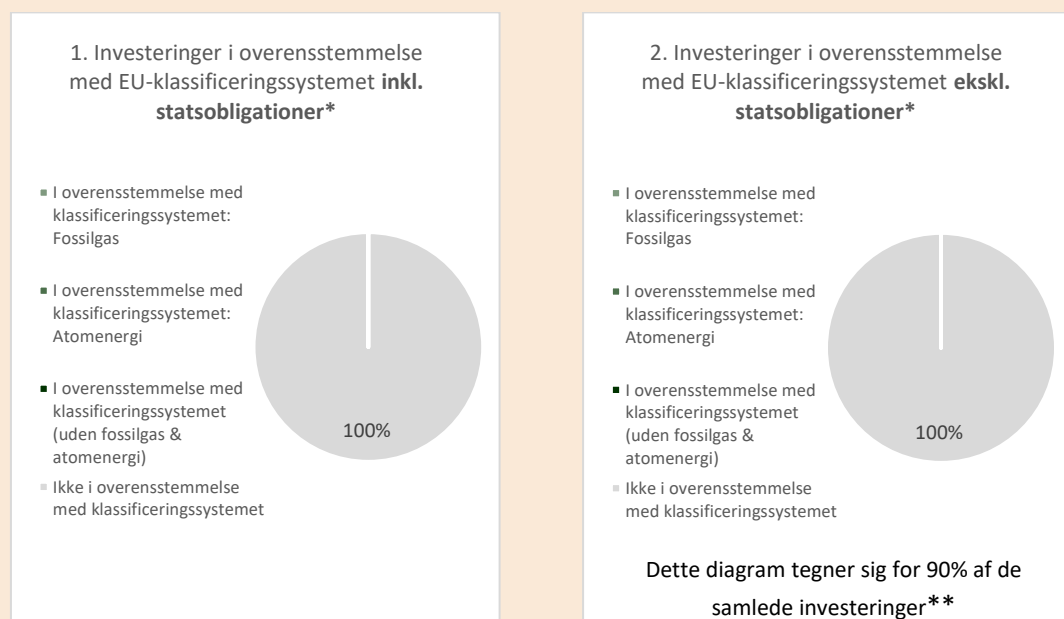 1. Investeringer i overensstemmelse
med EU-klassificeringssystemet inkl.
statsobligationer*
I overensstemmelse med
klassificeringssystemet:
Fossilgas
I overensstemmelse med
klassificeringssystemet:
Atomenergi
I overensstemmelse med
klassificeringssystemet
(uden fossilgas &
atomenergi)
Ikke i overensstemmelse
med klassificeringssystemet
100%
2. Investeringer i overensstemmelse
med EU-klassificeringssystemet ekskl.
statsobligationer*
I overensstemmelse med
klassificeringssystemet:
Fossilgas
I overensstemmelse med
klassificeringssystemet:
Atomenergi
I overensstemmelse med
klassificeringssystemet
(uden fossilgas &
atomenergi)
Ikke i overensstemmelse
med klassificeringssystemet
100%
Dette diagram tegner sig for 90% af de
samlede investeringer**